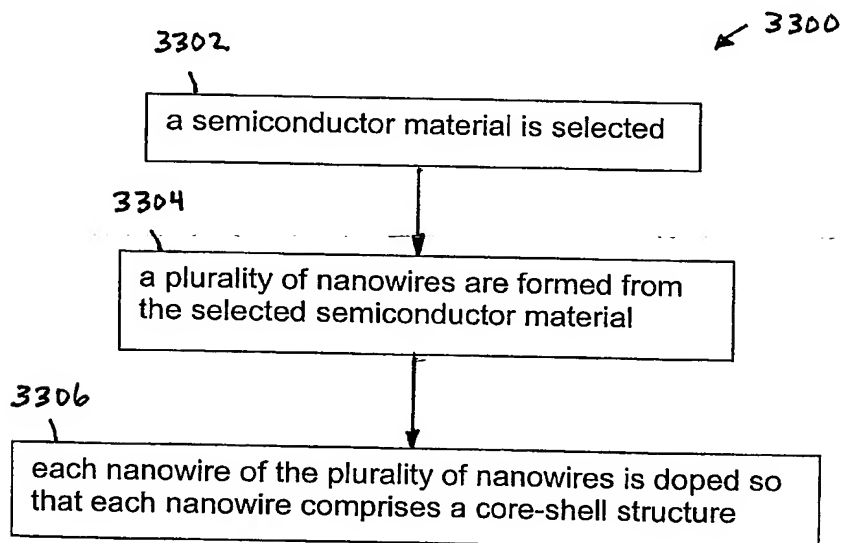 3300
3302
a semiconductor material is selected
3304
a plurality of nanowires are formed from
the selected semiconductor material
3306
each nanowire of the plurality of nanowires is doped so
that each nanowire comprises a core-shell structure